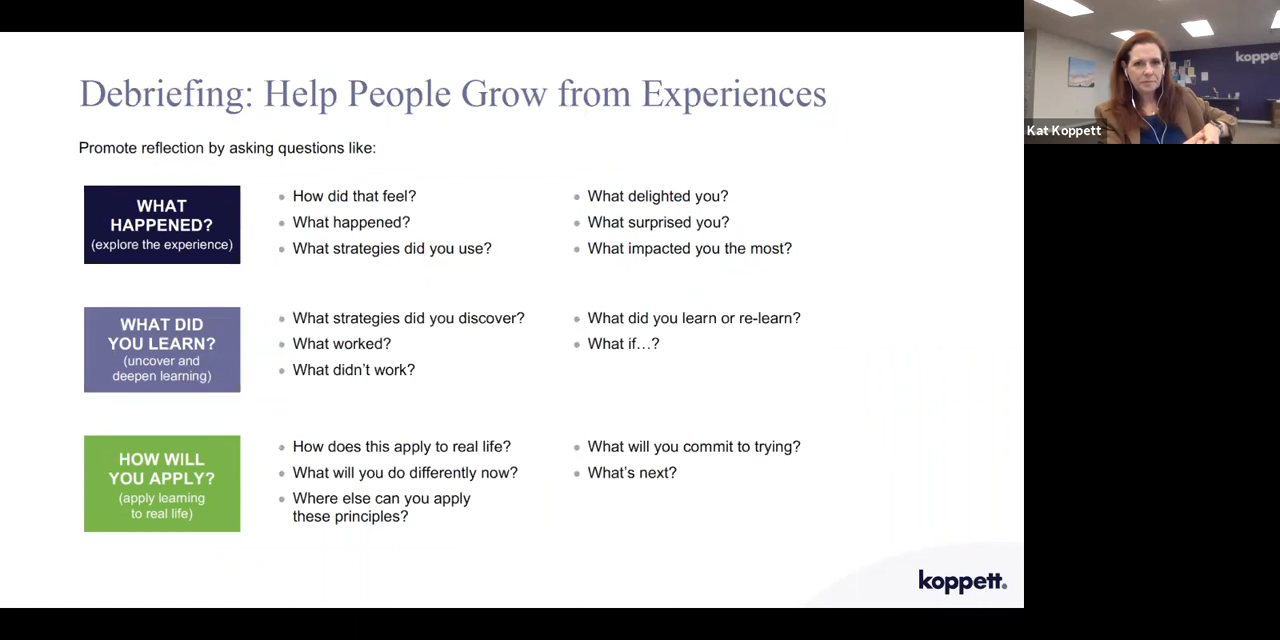 Debriefing: Help People Grow from Experiences
Promote reflection by asking questions like:
WHAT
HAPPENED?
(explore the experience)
• How did that feel?
• What happened?
• What strategies did you use?
• What delighted you?
• What surprised you?
• What impacted you the most?
WHAT DID
YOU LEARN?
(uncover and
deepen learning)
• What strategies did you discover?
• What worked?
• What didn’t work?
• What did you learn or re-learn?
• What if…?
HOW WILL
YOU APPLY?
(apply learning
to real life)
• How does this apply to real life?
• What will you do differently now?
• Where else can you apply
these principles?
• What will you commit to trying?
• What’s next?
koppett.
koppett
Kat Koppett